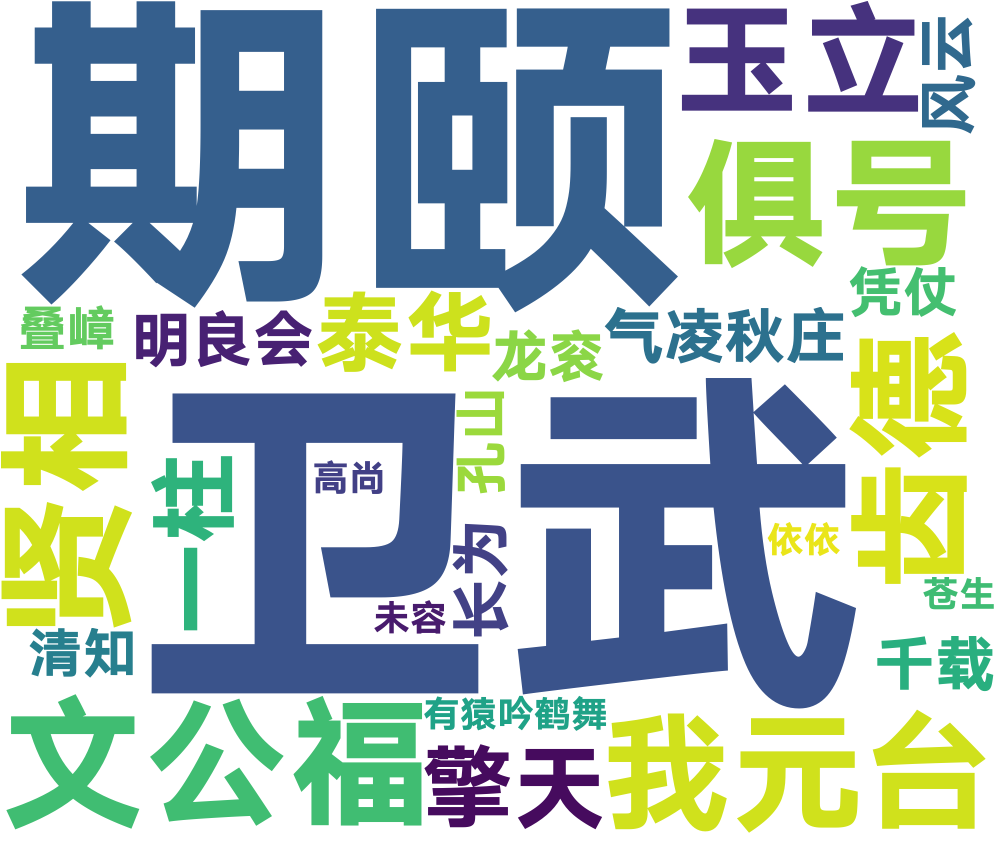 期颐
玉立
风云
俱号
凭仗
叠嶂
明良会
泰华
龙衮
气凌秋庄
贤相
一柱
高尚
孔山
卫武
齿德
依依
长为
未容
苍生
清知
千载
文公福
有猿吟鹤舞
擎天
我元台